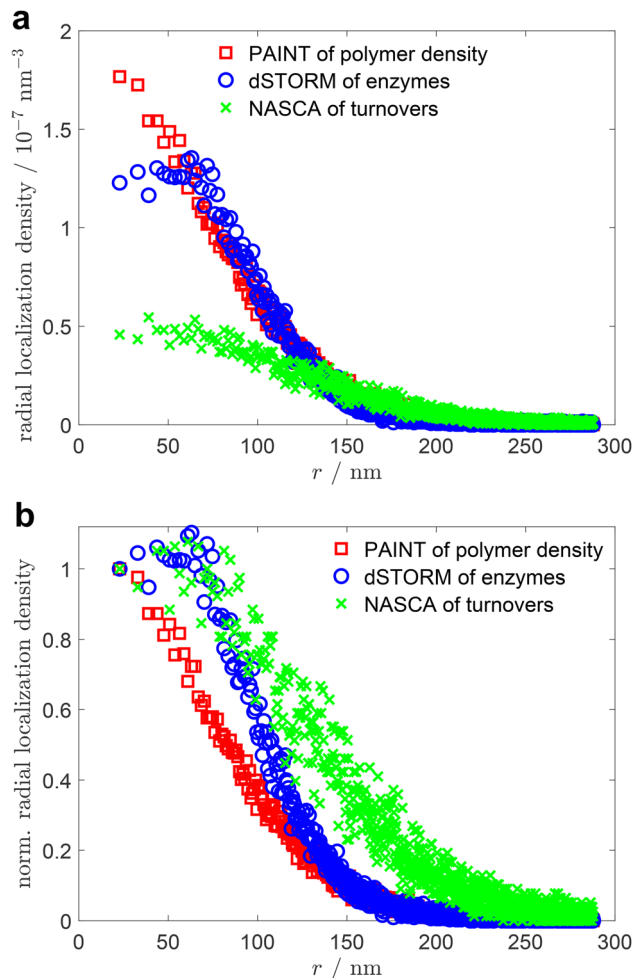 a
2
1.5
1
0.5
0
radial localization density / 10⁻⁷ nm⁻³
PAINT of polymer density
dSTORM of enzymes
NASCA of turnovers
0 50 100 150 200 250 300
r / nm
b
1
0.8
0.6
0.4
0.2
0
norm. radial localization density
PAINT of polymer density
dSTORM of enzymes
NASCA of turnovers
0 50 100 150 200 250 300
r / nm